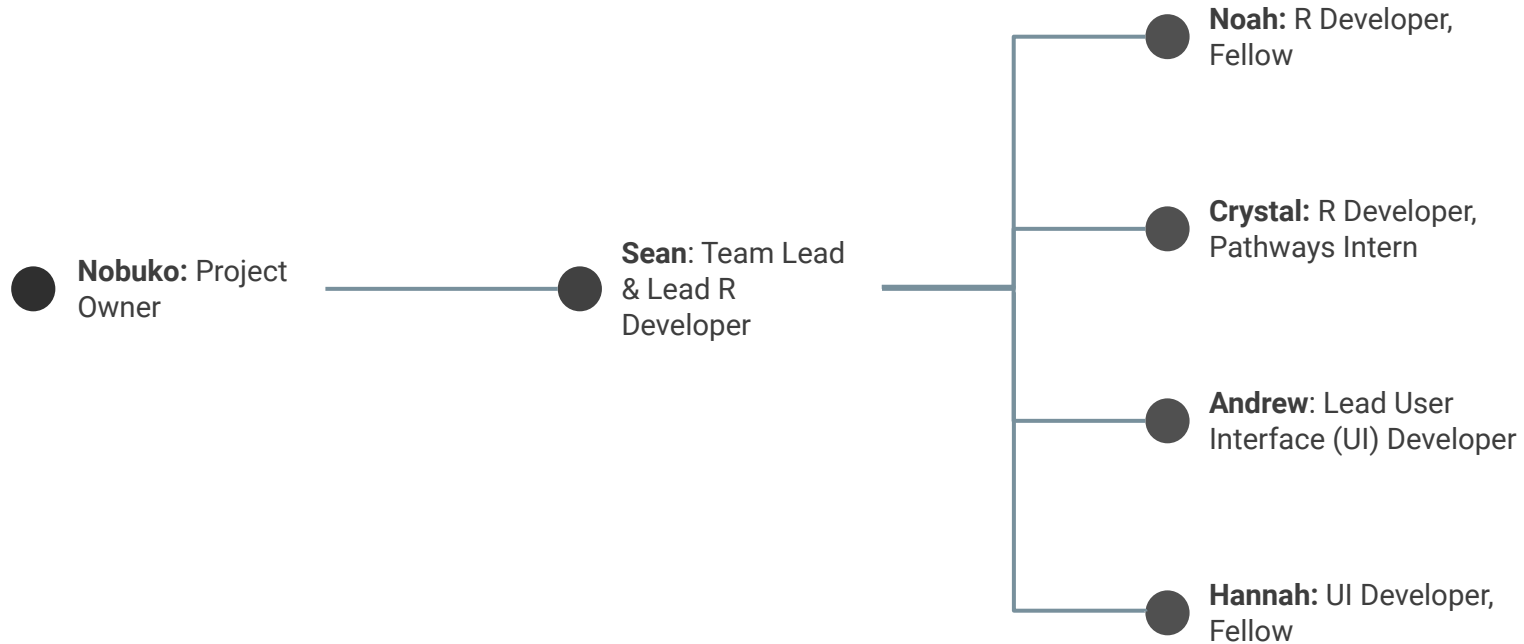 Nobuko: Project
Owner
Sean: Team Lead
& Lead R
Developer
Noah: R Developer,
Fellow
Crystal: R Developer,
Pathways Intern
Andrew: Lead User
Interface (UI) Developer
Hannah: UI Developer,
Fellow